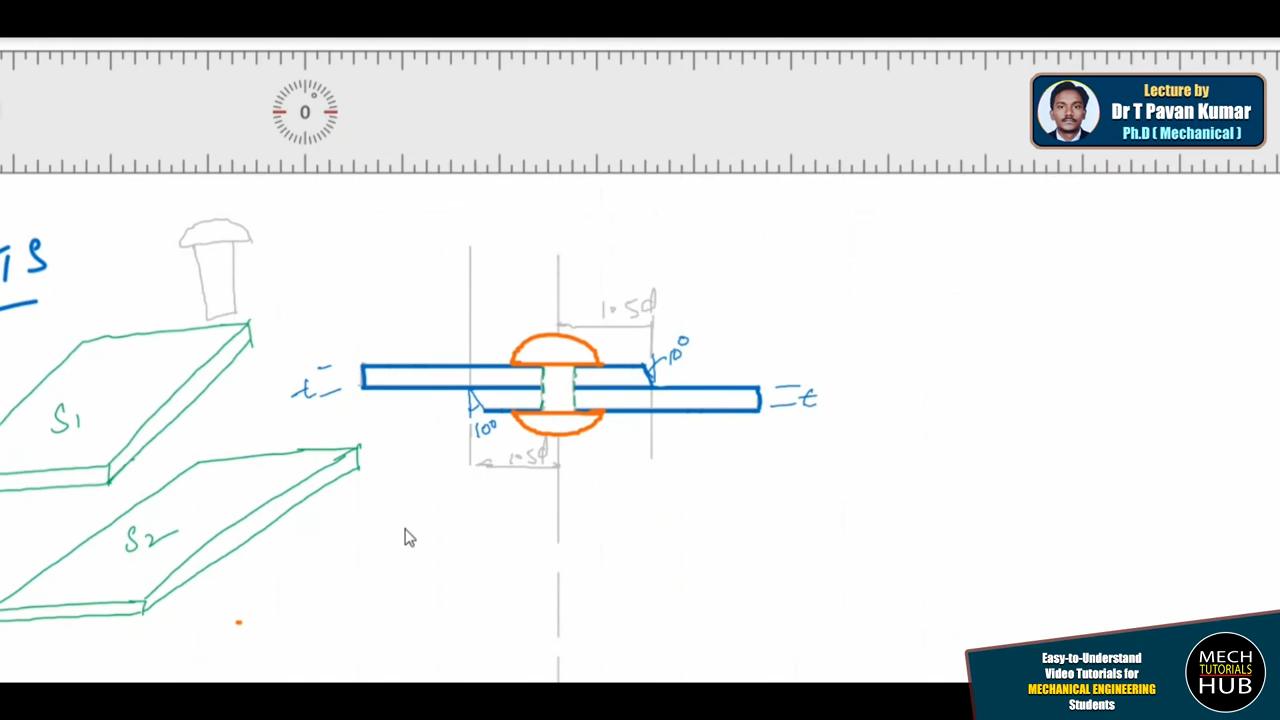 0
Lecture by
Dr T Pavan Kumar
Ph.D ( Mechanical )
TS
1.5d
10°
t
t
10°
1.5d
S1
S2
Easy-to-Understand
Video Tutorials for
MECHANICAL ENGINEERING
Students
MECH
TUTORIALS
HUB